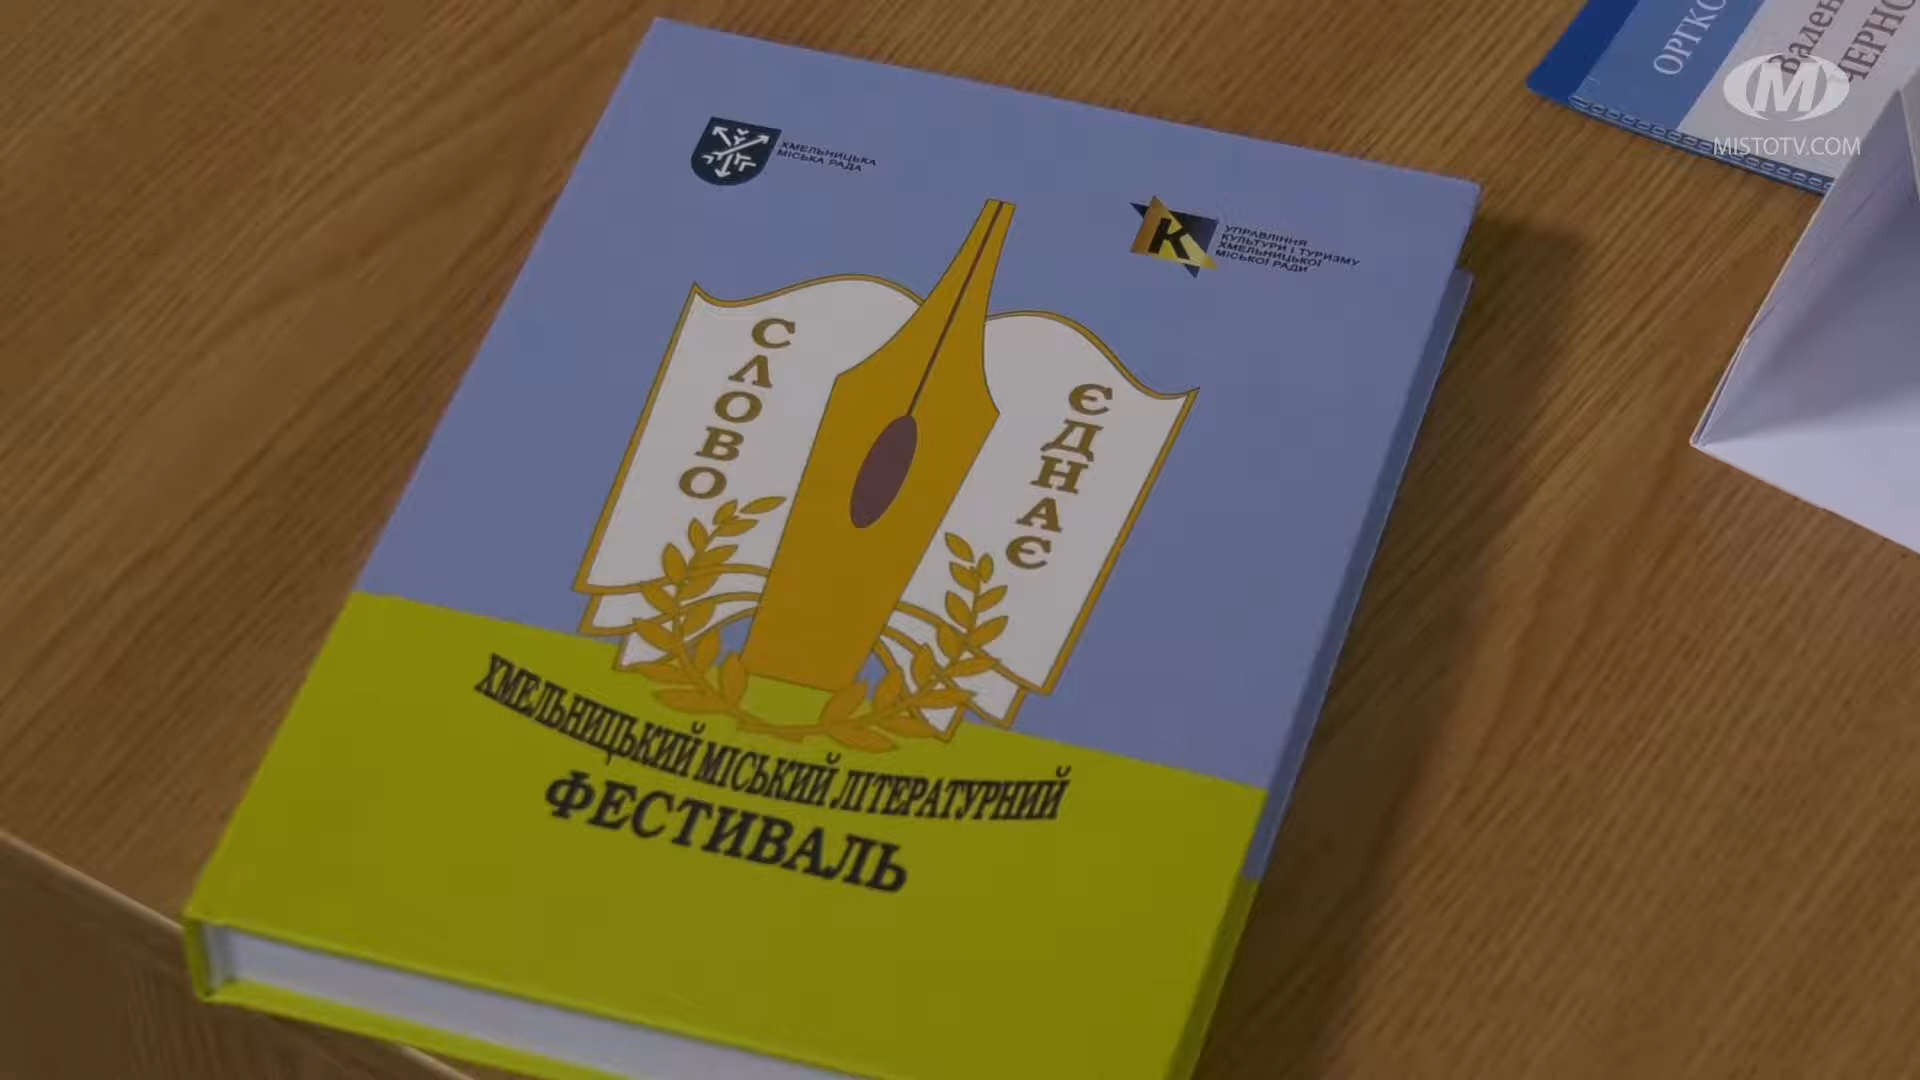 ХМЕЛЬНИЦЬКА
МІСЬКА РАДА
К
УПРАВЛІННЯ
КУЛЬТУРИ І ТУРИЗМУ
ХМЕЛЬНИЦЬКОЇ
МІСЬКОЇ РАДИ
СЛОВО
ЄДНАЄ
ХМЕЛЬНИЦЬКИЙ МІСЬКИЙ ЛІТЕРАТУРНИЙ
ФЕСТИВАЛЬ
M
MISTOTV.COM